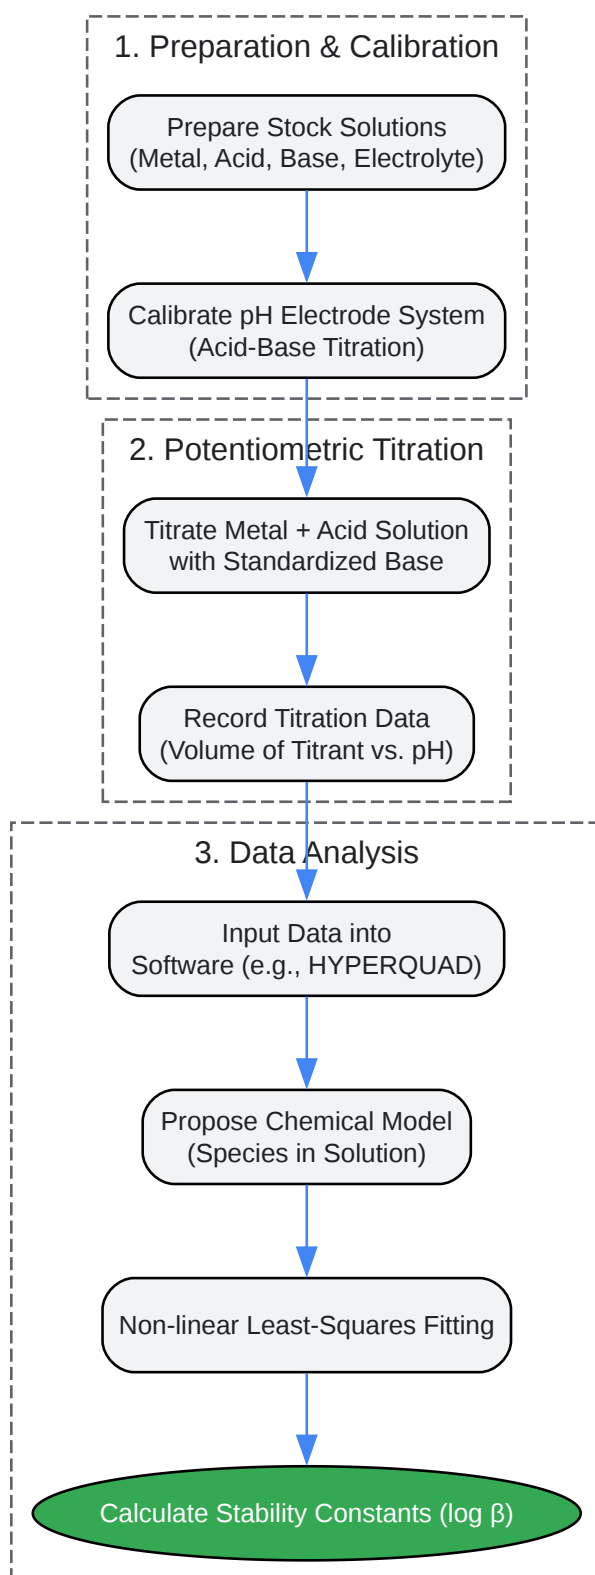 1. Preparation & Calibration
Prepare Stock Solutions
(Metal, Acid, Base, Electrolyte)
Calibrate pH Electrode System
(Acid-Base Titration)
2. Potentiometric Titration
Titrate Metal + Acid Solution
with Standardized Base
Record Titration Data
(Volume of Titrant vs. pH)
3. Data Analysis
Input Data into
Software (e.g., HYPERQUAD)
Propose Chemical Model
(Species in Solution)
Non-linear Least-Squares Fitting
Calculate Stability Constants (log β)